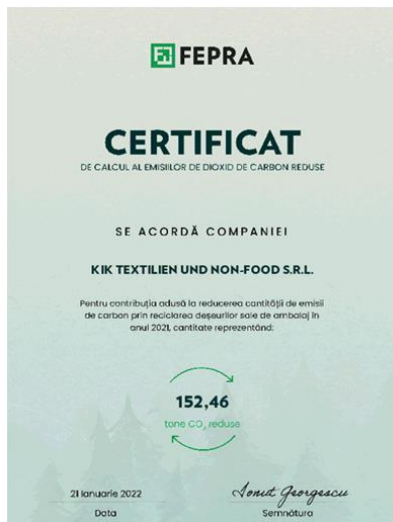 FEPRA
CERTIFICAT
DE CALCUL AL EMISIILOR DE DIOXID DE CARBON REDUSE
SE ACORDĂ COMPANIEI
KIK TEXTILIEN UND NON-FOOD S.R.L.
Pentru contribuția adusă la reducerea cantității de emisii
de carbon prin reciclarea deșeurilor sale de ambalaj în
anul 2021, cantitate reprezentând:
152,46
tone CO₂ reduse
21 Ianuarie 2022
Ionut Georgescu
Data
Semnătura